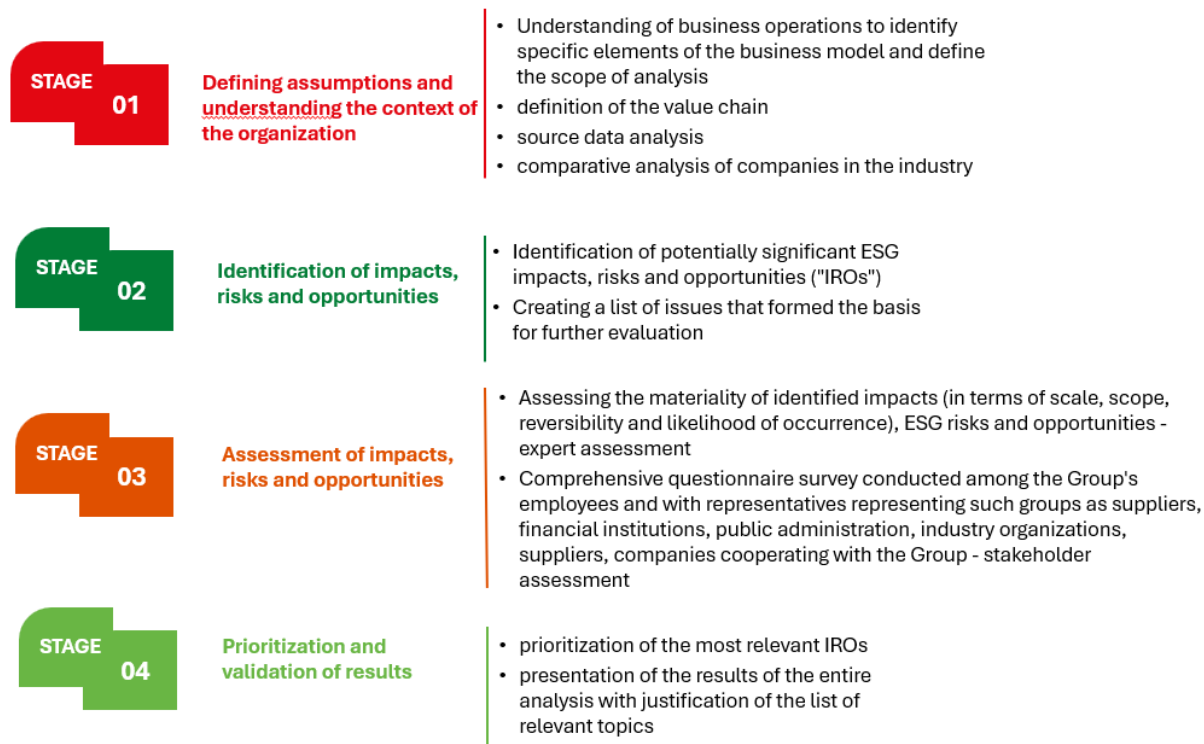 STAGE
01
Defining assumptions and
understanding the context of
the organization
• Understanding of business operations to identify
specific elements of the business model and define
the scope of analysis
• definition of the value chain
• source data analysis
• comparative analysis of companies in the industry
STAGE
02
Identification of impacts,
risks and opportunities
• Identification of potentially significant ESG
impacts, risks and opportunities ("IROs")
• Creating a list of issues that formed the basis
for further evaluation
STAGE
03
Assessment of impacts,
risks and opportunities
• Assessing the materiality of identified impacts (in terms of scale, scope,
reversibility and likelihood of occurrence), ESG risks and opportunities -
expert assessment
• Comprehensive questionnaire survey conducted among the Group's
employees and with representatives representing such groups as suppliers,
financial institutions, public administration, industry organizations,
suppliers, companies cooperating with the Group - stakeholder
assessment
STAGE
04
Prioritization and
validation of results
• prioritization of the most relevant IROs
• presentation of the results of the entire
analysis with justification of the list of
relevant topics